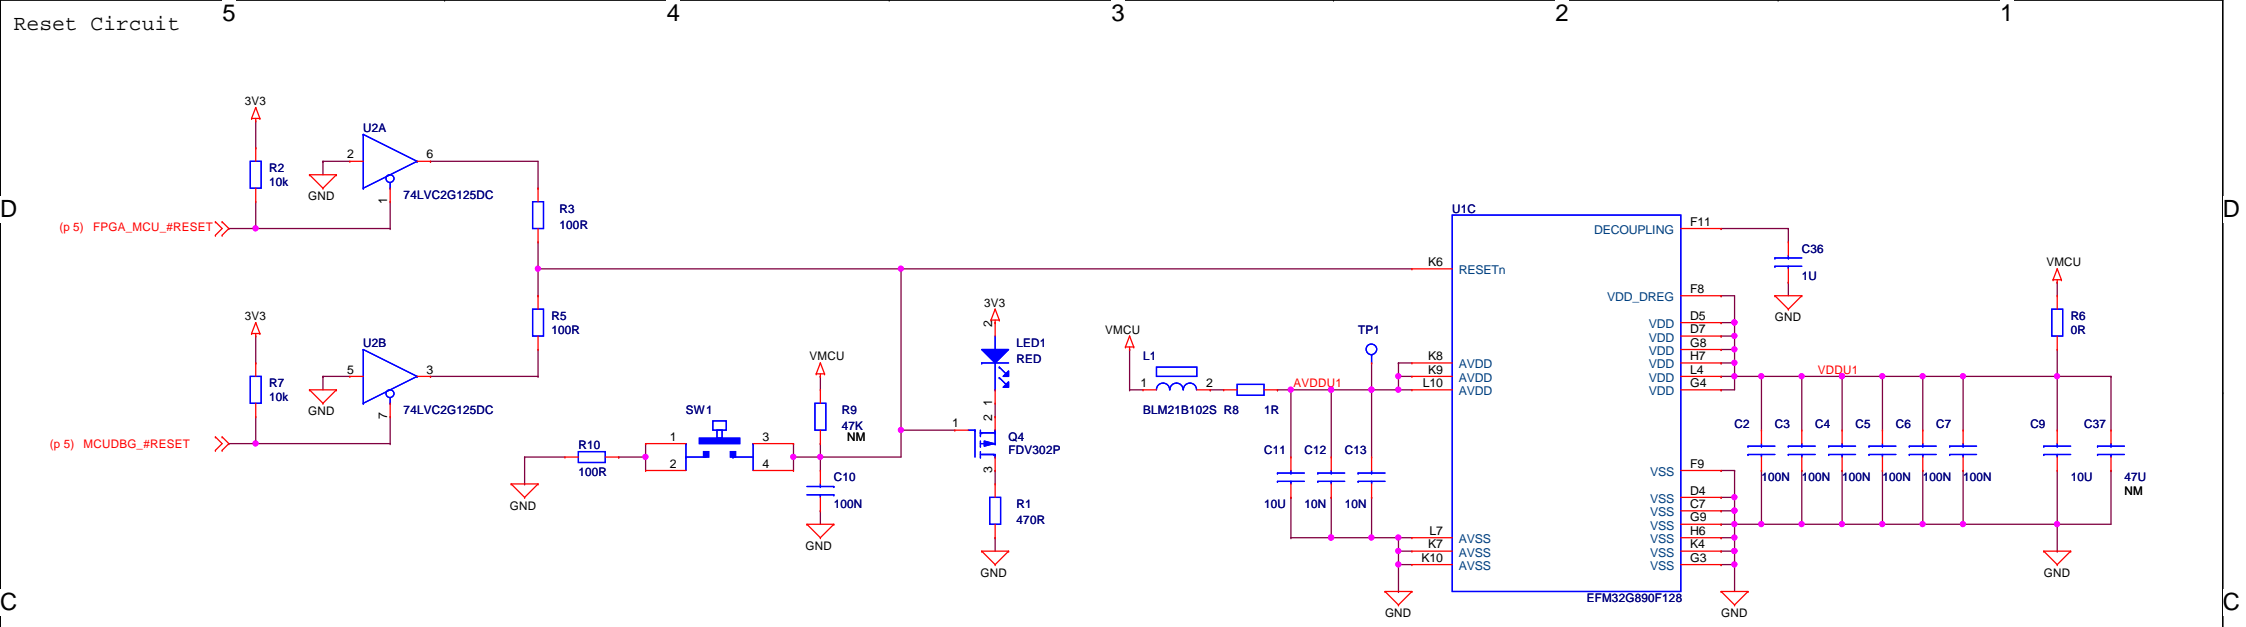 5
4
3
2
1
Reset Circuit
3V3
U2A
2
6
R2
10k
GND
1
74LVC2G125DC
(p 5) FPGA_MCU_#RESET
R3
100R
D
D
3V3
U2B
5
3
R5
100R
R7
10k
GND
7
74LVC2G125DC
(p 5) MCUDBG_#RESET
R10
100R
GND
SW1
1
2
3
4
VMCU
R9
47K
NM
C10
100N
GND
3V3
2
LED1
RED
1
1
2
Q4
FDV302P
3
R1
470R
GND
VMCU
L1
1
2
BLM21B102S
R8
1R
AVDDU1
TP1
C11
C12
C13
10U
10N
10N
GND
U1C
K6
RESETn
K8
AVDD
K9
AVDD
L10
AVDD
L7
AVSS
K7
AVSS
K10
AVSS
DECOUPLING
F11
VDD_DREG
F8
VDD
D5
VDD
D7
VDD
G8
VDD
H7
VDD
L4
VDD
G4
VSS
F9
VSS
D4
VSS
C7
VSS
G9
VSS
H6
VSS
K4
VSS
G3
EFM32G890F128
GND
C36
1U
GND
VMCU
R6
0R
VDDU1
C2
C3
C4
C5
C6
C7
C9
C37
100N
100N
100N
100N
100N
100N
10U
47U
NM
GND
C
C